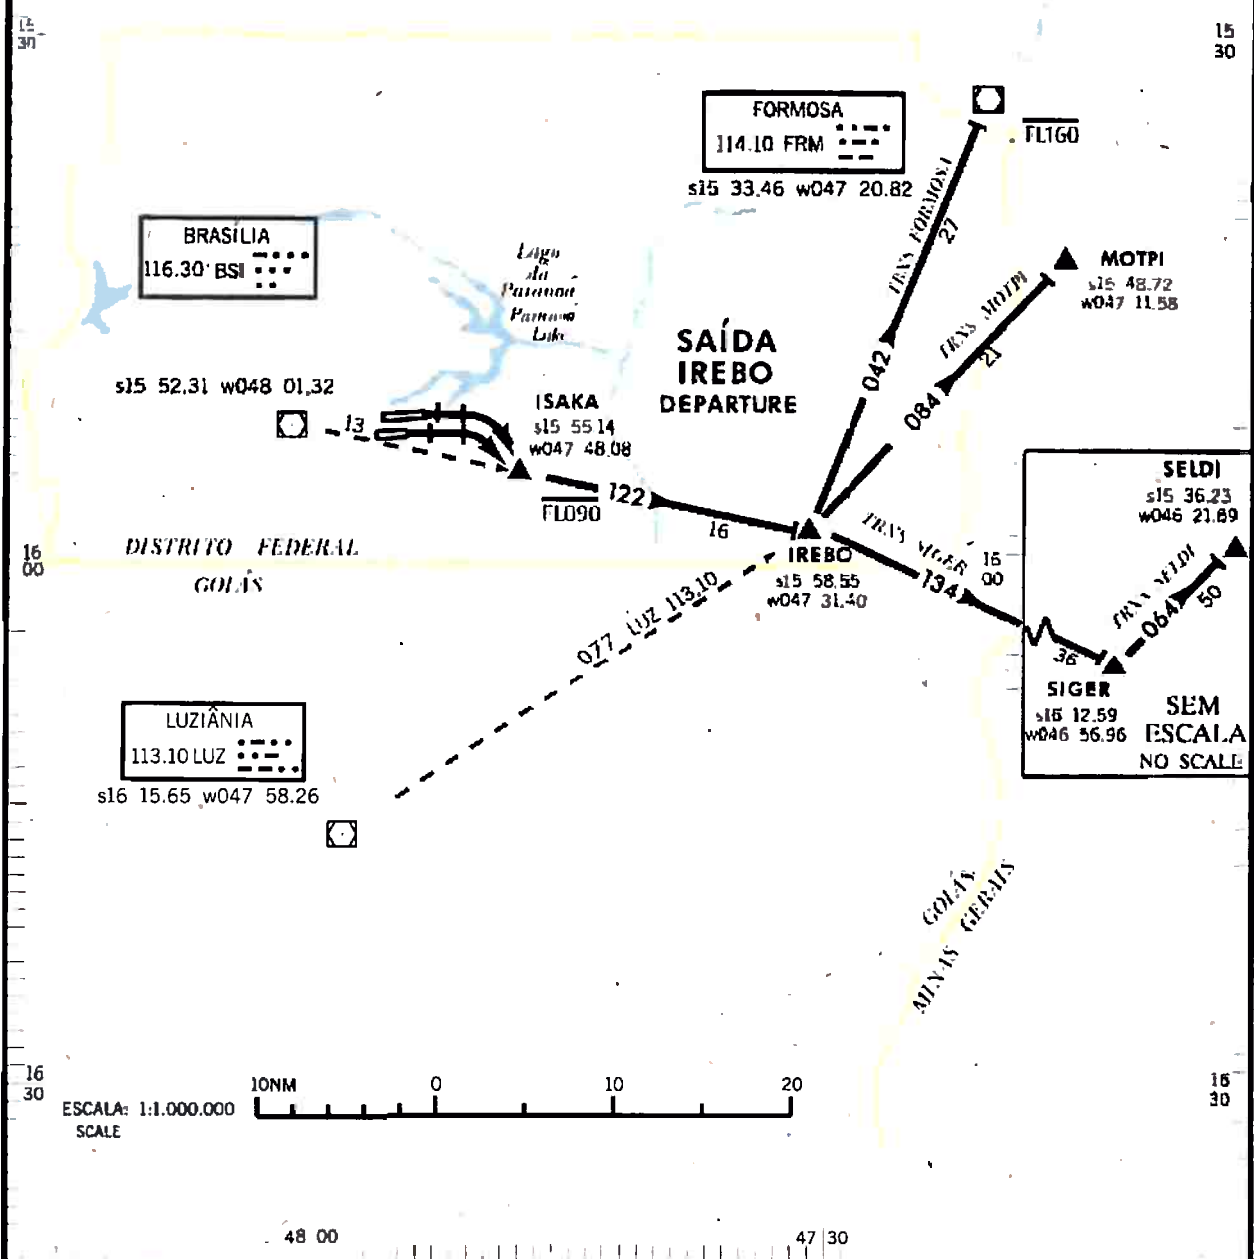 15
30
15
30
FORMOSA
114.10 FRM
s15 33.46 w047 20.82
FL160
TRNS FORMOSA
27
042
BRASÍLIA
116.30 BSI
s15 52.31 w048 01.32
13
Lago
do
Paranoá
Paranoá
Lake
SAÍDA
IREBO
DEPARTURE
MOTPI
s15 48.72
w047 11.58
TRNS MOTPI
21
084
ISAKA
s15 55.14
w047 48.08
FL090
122
16
IREBO
s15 58.55
w047 31.40
TRNS SIGER
134
36
16
00
DISTRITO FEDERAL
GOIÁS
16
00
SELDI
s15 36.23
w046 21.69
TRNS SELDI
064
50
SIGER
s16 12.59
w046 56.96
SEM
ESCALA
NO SCALE
077 LUZ 113.10
LUZIÂNIA
113.10 LUZ
s16 15.65 w047 58.26
GOIÁS
MINAS GERAIS
16
30
16
30
10NM 0 10 20
ESCALA: 1:1.000.000
SCALE
48 00
47 30